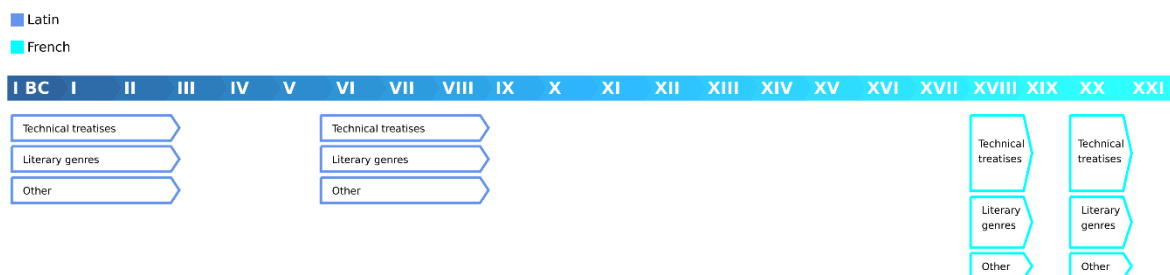 Latin
French
I BC I II III IV V VI VII VIII IX X XI XII XIII XIV XV XVI XVII XVIII XIX XX XXI
Technical treatises
Literary genres
Other
Technical treatises
Literary genres
Other
Technical
treatises
Literary
genres
Other
Technical
treatises
Literary
genres
Other